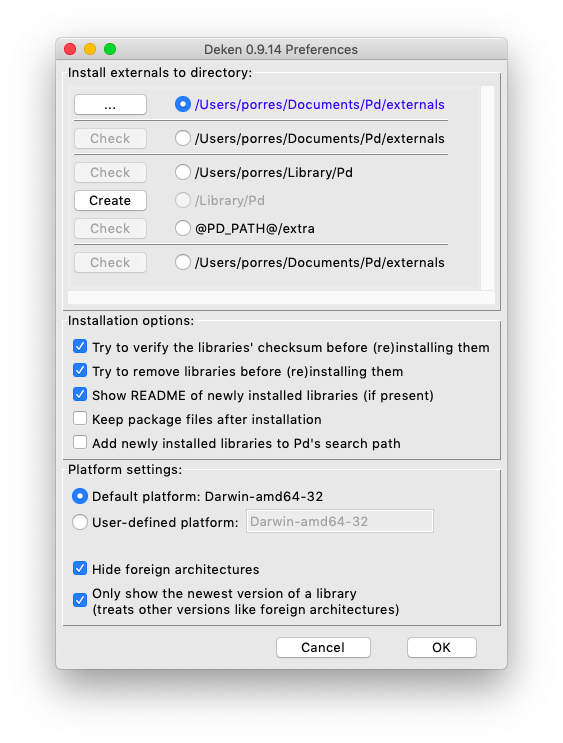 Deken 0.9.14 Preferences
Install externals to directory:
... /Users/porres/Documents/Pd/externals
Check /Users/porres/Documents/Pd/externals
Check /Users/porres/Library/Pd
Create /Library/Pd
Check @PD_PATH@/extra
Check /Users/porres/Documents/Pd/externals
Installation options:
Try to verify the libraries' checksum before (re)installing them
Try to remove libraries before (re)installing them
Show README of newly installed libraries (if present)
Keep package files after installation
Add newly installed libraries to Pd's search path
Platform settings:
Default platform: Darwin-amd64-32
User-defined platform: Darwin-amd64-32
Hide foreign architectures
Only show the newest version of a library
(treats other versions like foreign architectures)
Cancel OK